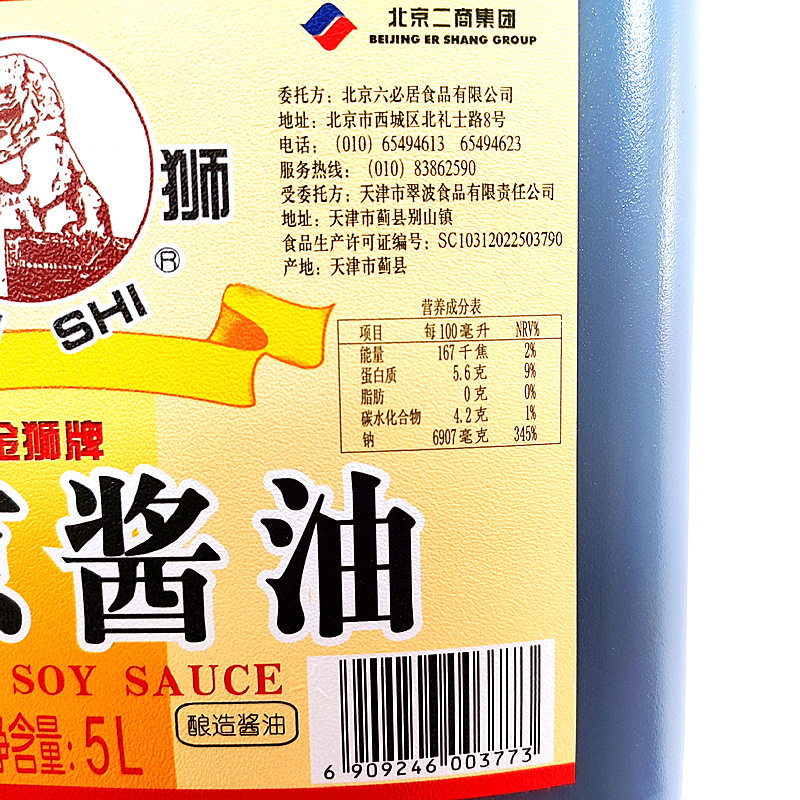 北京二商集团
BEIJING ER SHANG GROUP
委托方：北京六必居食品有限公司
地址：北京市西城区北礼士路8号
电话：（010）65494613 65494623
服务热线：（010）83862590
受委托方：天津市翠波食品有限责任公司
地址：天津市蓟县别山镇
食品生产许可证编号：SC10312022503790
产地：天津市蓟县
狮
®
SHI
营养成分表
项目 每100毫升 NRV%
能量 167千焦 2%
蛋白质 5.6克 9%
脂肪 0克 0%
碳水化合物 4.2克 1%
钠 6907毫克 345%
金狮牌
酱油
SOY SAUCE
净含量:5L
酿造酱油
6 909246 003773